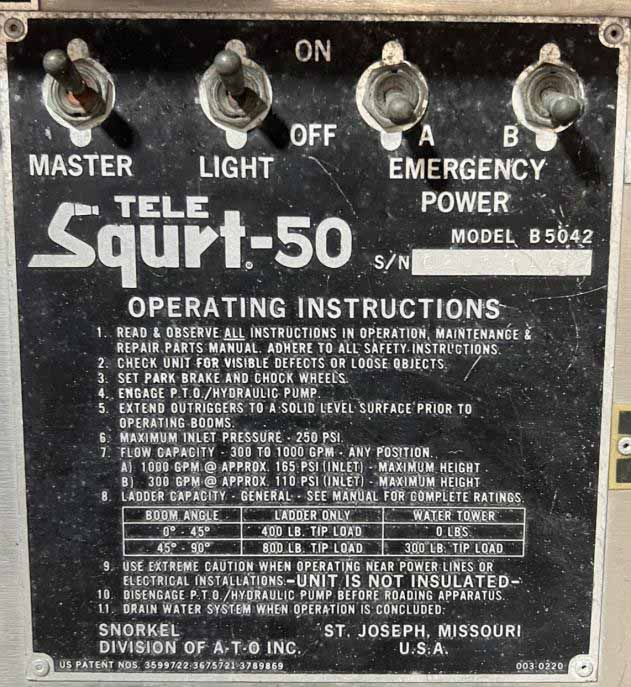 ON
OFF A B
MASTER LIGHT EMERGENCY
POWER
TELE
Squrt-50
MODEL B5042
S/N
OPERATING INSTRUCTIONS
1. READ & OBSERVE ALL INSTRUCTIONS IN OPERATION, MAINTENANCE &
REPAIR PARTS MANUAL. ADHERE TO ALL SAFETY INSTRUCTIONS.
2. CHECK UNIT FOR VISIBLE DEFECTS OR LOOSE OBJECTS.
3. SET PARK BRAKE AND CHOCK WHEELS.
4. ENGAGE P.T.O./HYDRAULIC PUMP.
5. EXTEND OUTRIGGERS TO A SOLID LEVEL SURFACE PRIOR TO
OPERATING BOOMS.
6. MAXIMUM INLET PRESSURE - 250 PSI.
7. FLOW CAPACITY - 300 TO 1000 GPM - ANY POSITION.
A) 1000 GPM @ APPROX. 165 PSI (INLET) - MAXIMUM HEIGHT
B) 300 GPM @ APPROX. 110 PSI (INLET) - MAXIMUM HEIGHT
8. LADDER CAPACITY - GENERAL - SEE MANUAL FOR COMPLETE RATINGS.
BOOM ANGLE LADDER ONLY WATER TOWER
0° - 45° 400 LB. TIP LOAD 0 LBS.
45° - 90° 800 LB. TIP LOAD 300 LB. TIP LOAD
9. USE EXTREME CAUTION WHEN OPERATING NEAR POWER LINES OR
ELECTRICAL INSTALLATIONS.-UNIT IS NOT INSULATED-
10. DISENGAGE P.T.O./HYDRAULIC PUMP BEFORE ROADING APPARATUS.
11. DRAIN WATER SYSTEM WHEN OPERATION IS CONCLUDED.
SNORKEL ST. JOSEPH, MISSOURI
DIVISION OF A-T-O INC. U.S.A.
US PATENT NOS. 3599722-3675721-3789869 003-0220